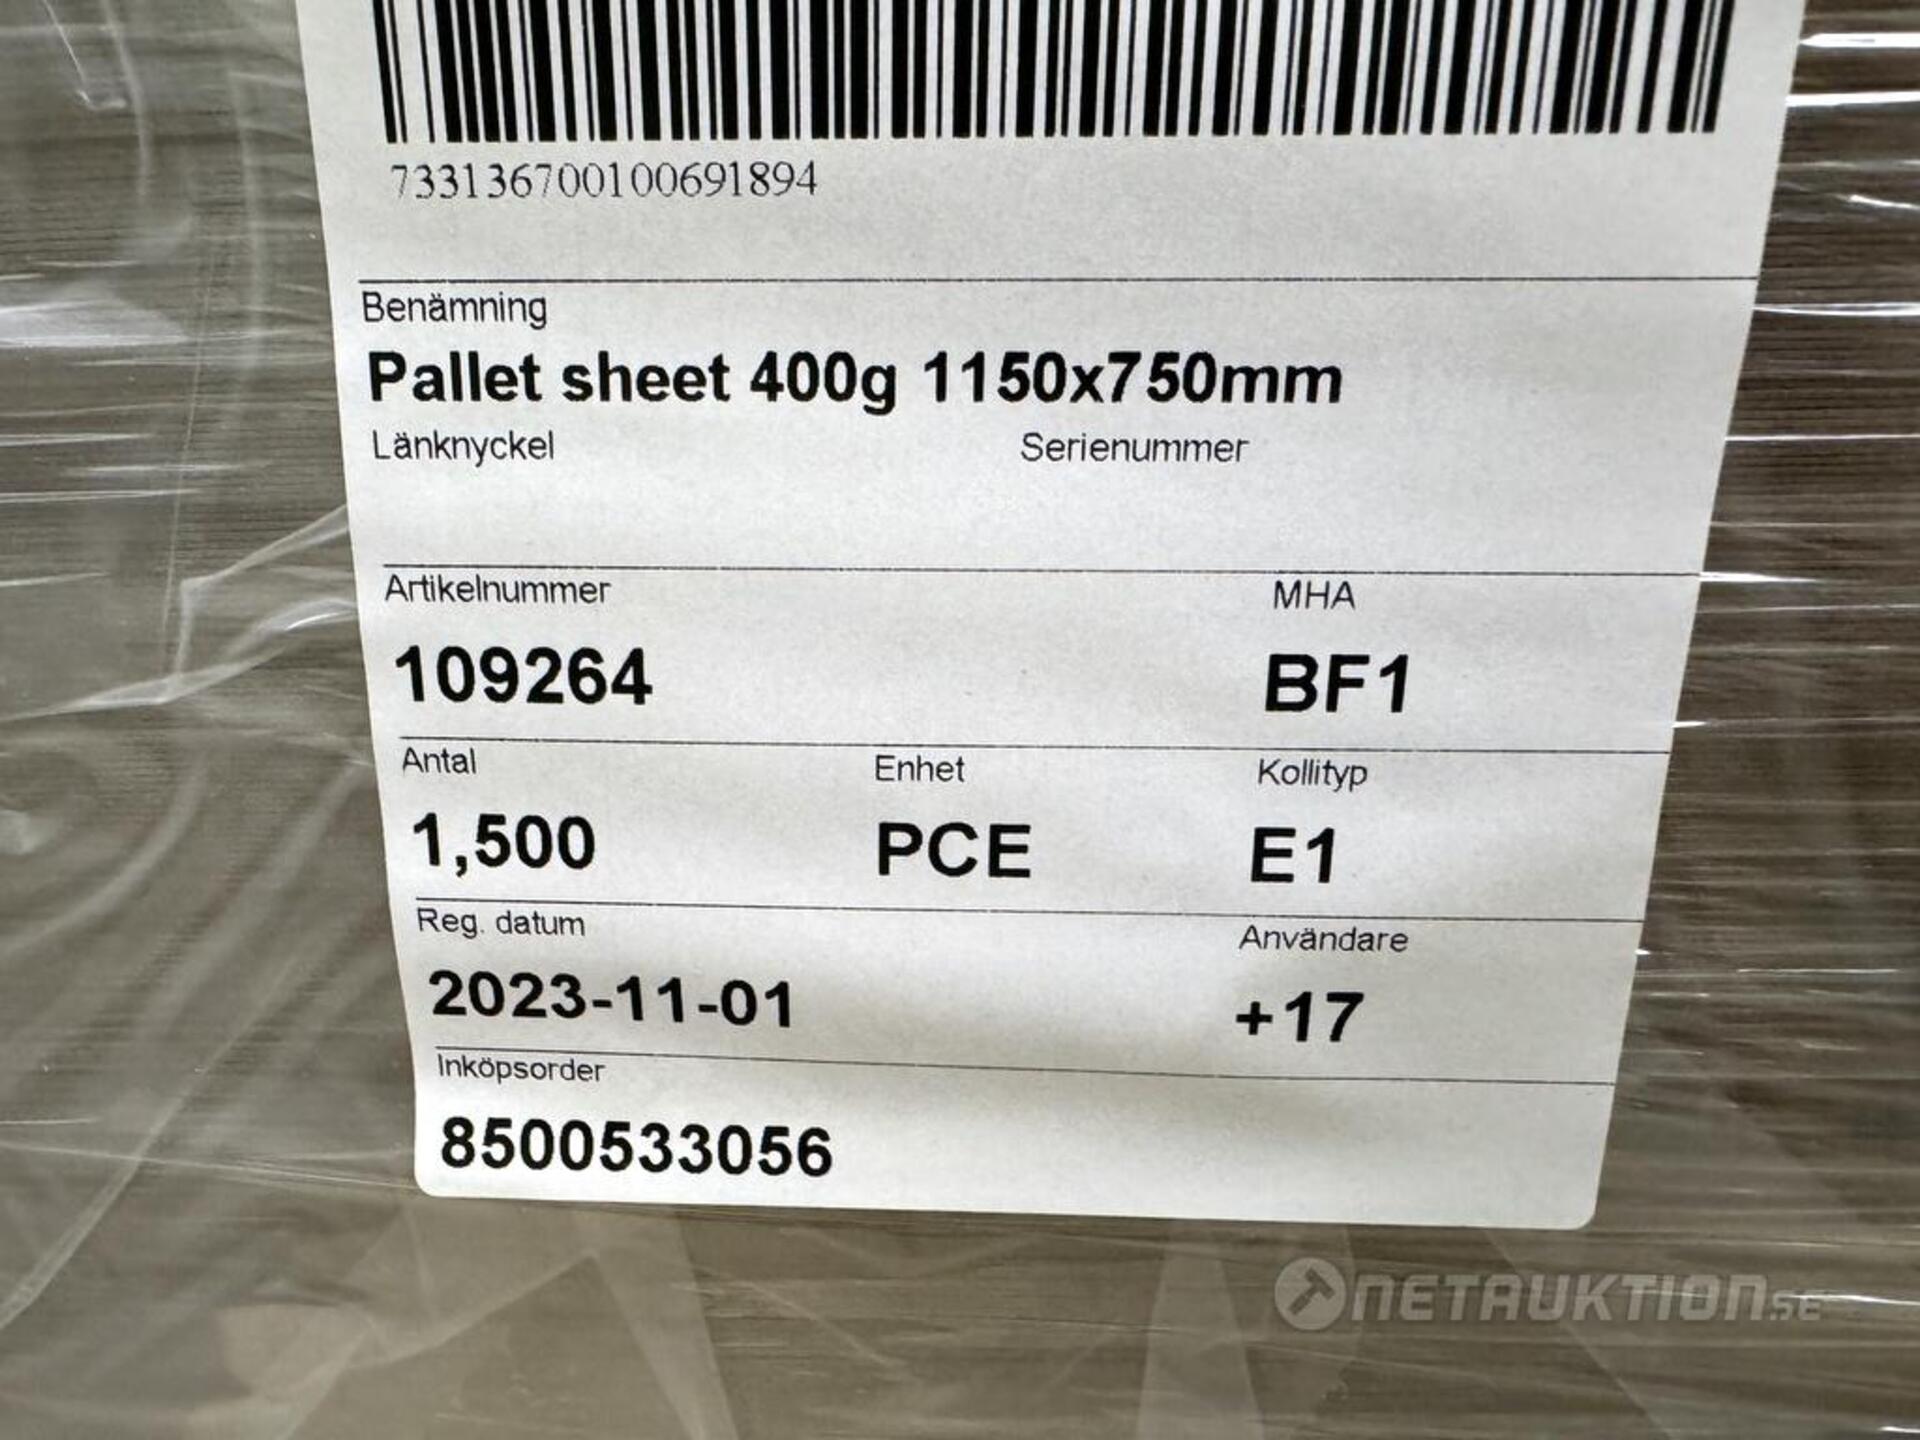 733136700100691894
Benämning
Pallet sheet 400g 1150x750mm
Länknyckel Serienummer
Artikelnummer MHA
109264 BF1
Antal Enhet Kollityp
1,500 PCE E1
Reg. datum Användare
2023-11-01 +17
Inköpsorder
8500533056
NETAUKTION.SE